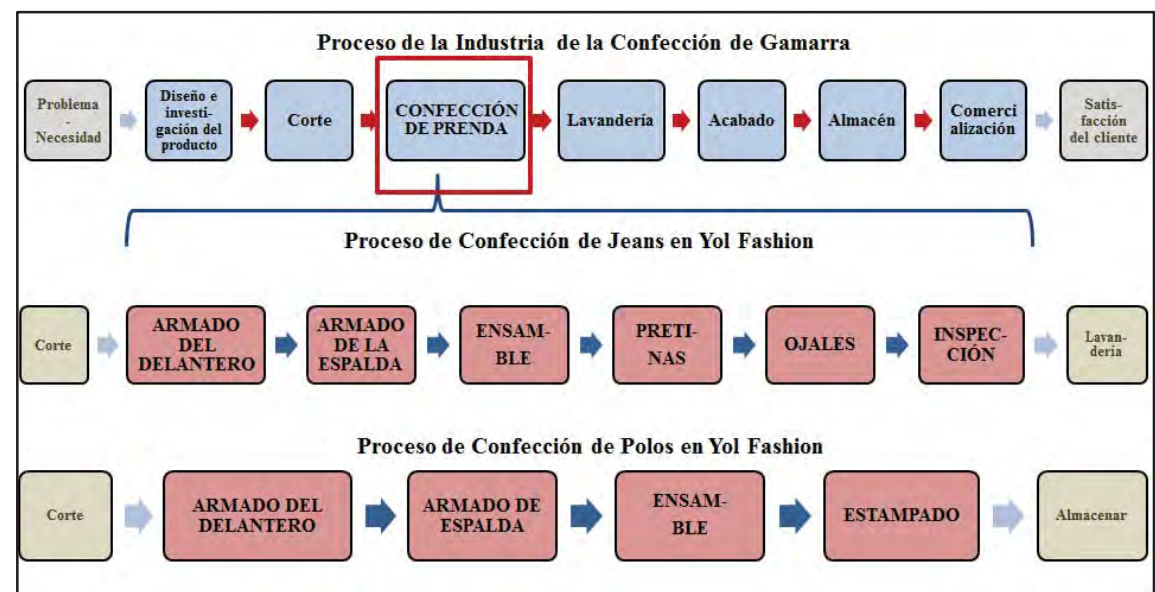 Proceso de la Industria de la Confección de Gamarra
Problema
-
Necesidad
Diseño e
investi-
gación del
producto
Corte
CONFECCIÓN
DE PRENDA
Lavandería
Acabado
Almacén
Comerci
alización
Satis-
facción
del cliente
Proceso de Confección de Jeans en Yol Fashion
Corte
ARMADO
DEL
DELANTERO
ARMADO
DE LA
ESPALDA
ENSAM-
BLE
PRETI-
NAS
OJALES
INSPEC-
CIÓN
Lavan-
deria
Proceso de Confección de Polos en Yol Fashion
Corte
ARMADO DEL
DELANTERO
ARMADO DE
ESPALDA
ENSAM-
BLE
ESTAMPADO
Almacenar